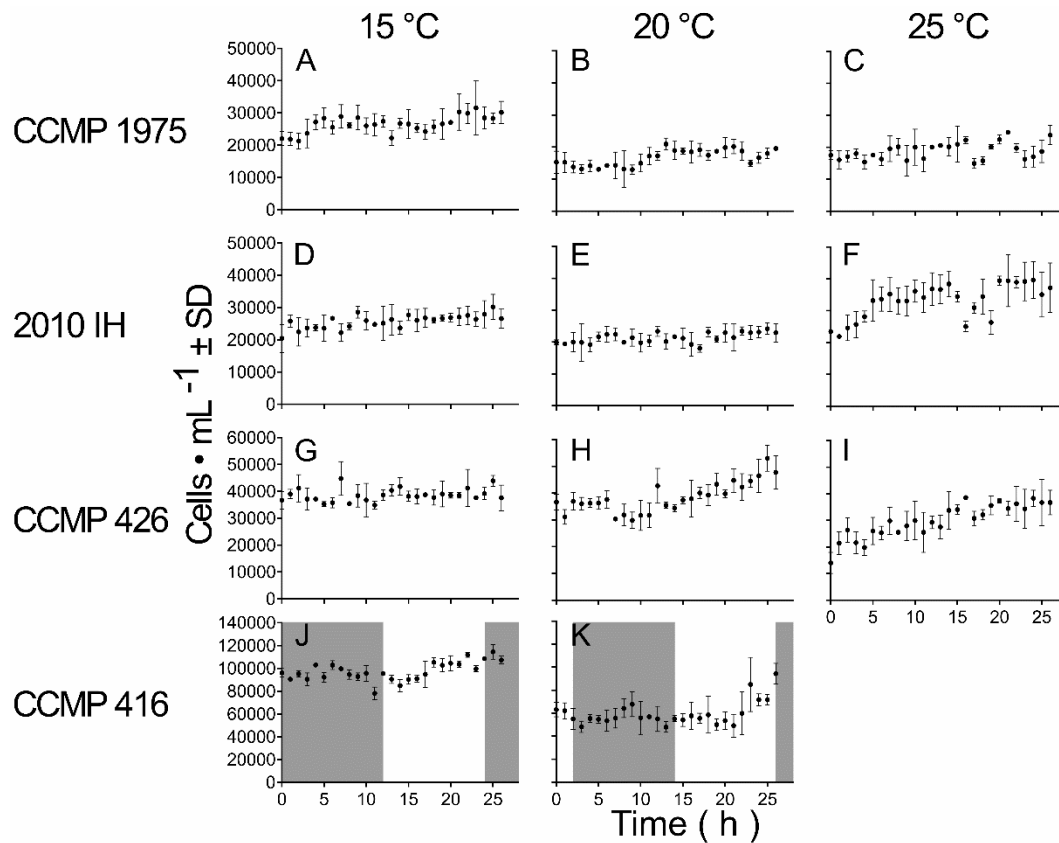 15 °C 20 °C 25 °C
50000 A B C
40000
CCMP 1975 30000
20000
10000
0
50000 D E F
40000
2010 IH 30000
20000
10000
0
Cells • mL⁻¹ ± SD
60000 G H I
50000
40000
CCMP 426 30000
20000
10000
0
0 5 10 15 20 25
140000 J K
120000
100000
CCMP 416 80000
60000
40000
20000
0
0 5 10 15 20 25 0 5 10 15 20 25
Time ( h )